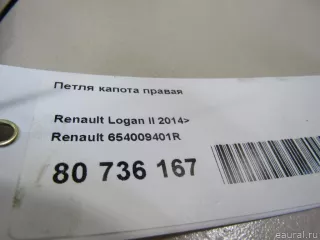 Петля капота правая
Renault Logan II 2014>
Renault 654009401R
80 736 167
© eaural.ru